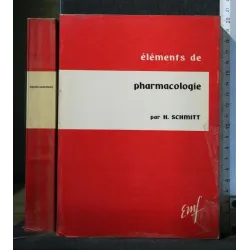 éléments de
pharmacologie
par H. SCHMITT
emf